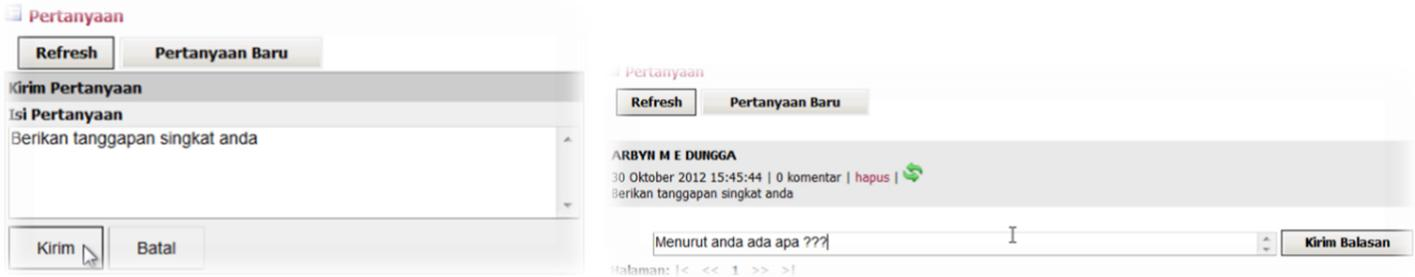 Pertanyaan
Refresh Pertanyaan Baru
Kirim Pertanyaan
Isi Pertanyaan
Berikan tanggapan singkat anda
Kirim Batal
Pertanyaan
Refresh Pertanyaan Baru
ARBYN M E DUNGGA
30 Oktober 2012 15:45:44 | 0 komentar | hapus |
Berikan tanggapan singkat anda
Menurut anda ada apa ??? Kirim Balasan
Halaman: |< << 1 >> >|